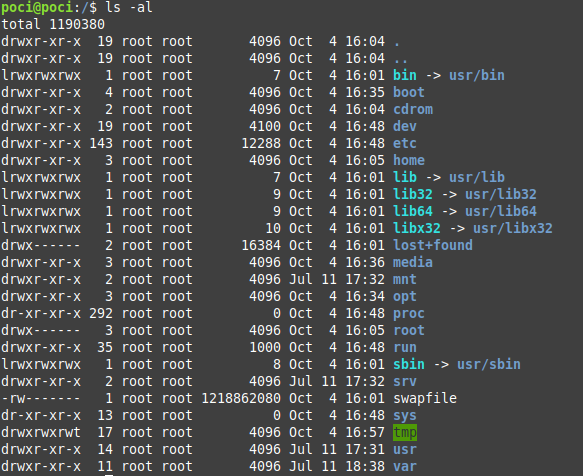 poci@poci:/$ ls -al
total 1190380
drwxr-xr-x  19 root root       4096 Oct  4 16:04 .
drwxr-xr-x  19 root root       4096 Oct  4 16:04 ..
lrwxrwxrwx   1 root root          7 Oct  4 16:01 bin -> usr/bin
drwxr-xr-x   4 root root       4096 Oct  4 16:35 boot
drwxr-xr-x   2 root root       4096 Oct  4 16:04 cdrom
drwxr-xr-x  19 root root       4100 Oct  4 16:48 dev
drwxr-xr-x 143 root root      12288 Oct  4 16:48 etc
drwxr-xr-x   3 root root       4096 Oct  4 16:05 home
lrwxrwxrwx   1 root root          7 Oct  4 16:01 lib -> usr/lib
lrwxrwxrwx   1 root root          9 Oct  4 16:01 lib32 -> usr/lib32
lrwxrwxrwx   1 root root          9 Oct  4 16:01 lib64 -> usr/lib64
lrwxrwxrwx   1 root root         10 Oct  4 16:01 libx32 -> usr/libx32
drwx------   2 root root      16384 Oct  4 16:01 lost+found
drwxr-xr-x   3 root root       4096 Oct  4 16:36 media
drwxr-xr-x   2 root root       4096 Jul 11 17:32 mnt
drwxr-xr-x   3 root root       4096 Oct  4 16:34 opt
dr-xr-xr-x 292 root root          0 Oct  4 16:48 proc
drwx------   3 root root       4096 Oct  4 16:05 root
drwxr-xr-x  35 root root       1000 Oct  4 16:48 run
lrwxrwxrwx   1 root root          8 Oct  4 16:01 sbin -> usr/sbin
drwxr-xr-x   2 root root       4096 Jul 11 17:32 srv
-rw-------   1 root root 1218862080 Oct  4 16:01 swapfile
dr-xr-xr-x  13 root root          0 Oct  4 16:48 sys
drwxrwxrwt  17 root root       4096 Oct  4 16:57 tmp
drwxr-xr-x  14 root root       4096 Jul 11 17:31 usr
drwxr-xr-x  11 root root       4096 Jul 11 18:38 var